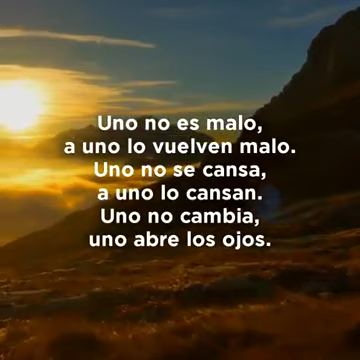 Uno no es malo,
a uno lo vuelven malo.
Uno no se cansa,
a uno lo cansan.
Uno no cambia,
uno abre los ojos.